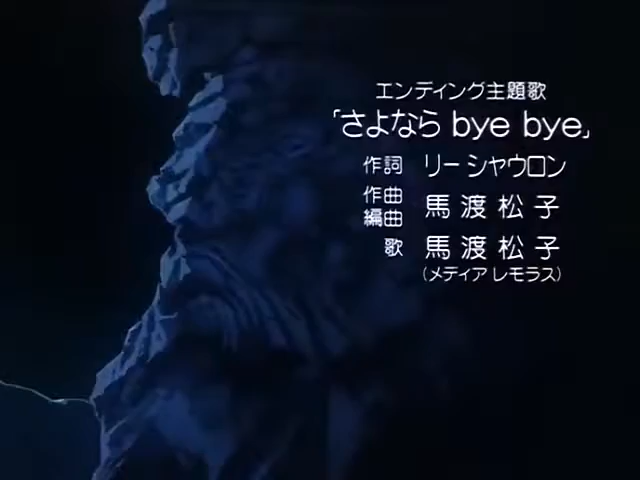 エンディング主題歌
「さよなら bye bye」
作詞 リー シャウロン
作曲
編曲 馬渡松子
歌 馬渡松子
(メディア レモラス)